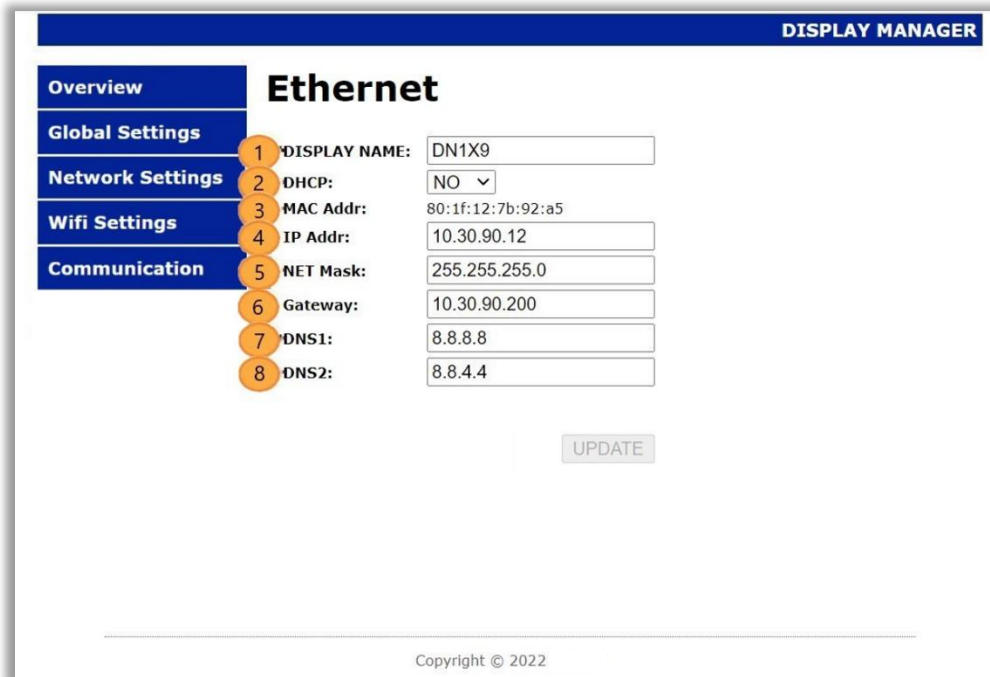 DISPLAY MANAGER
Overview
Global Settings
Network Settings
Wifi Settings
Communication
Ethernet
1 DISPLAY NAME: DN1X9
2 DHCP: NO
3 MAC Addr: 80:1f:12:7b:92:a5
4 IP Addr: 10.30.90.12
5 NET Mask: 255.255.255.0
6 Gateway: 10.30.90.200
7 DNS1: 8.8.8.8
8 DNS2: 8.8.4.4
UPDATE
Copyright © 2022